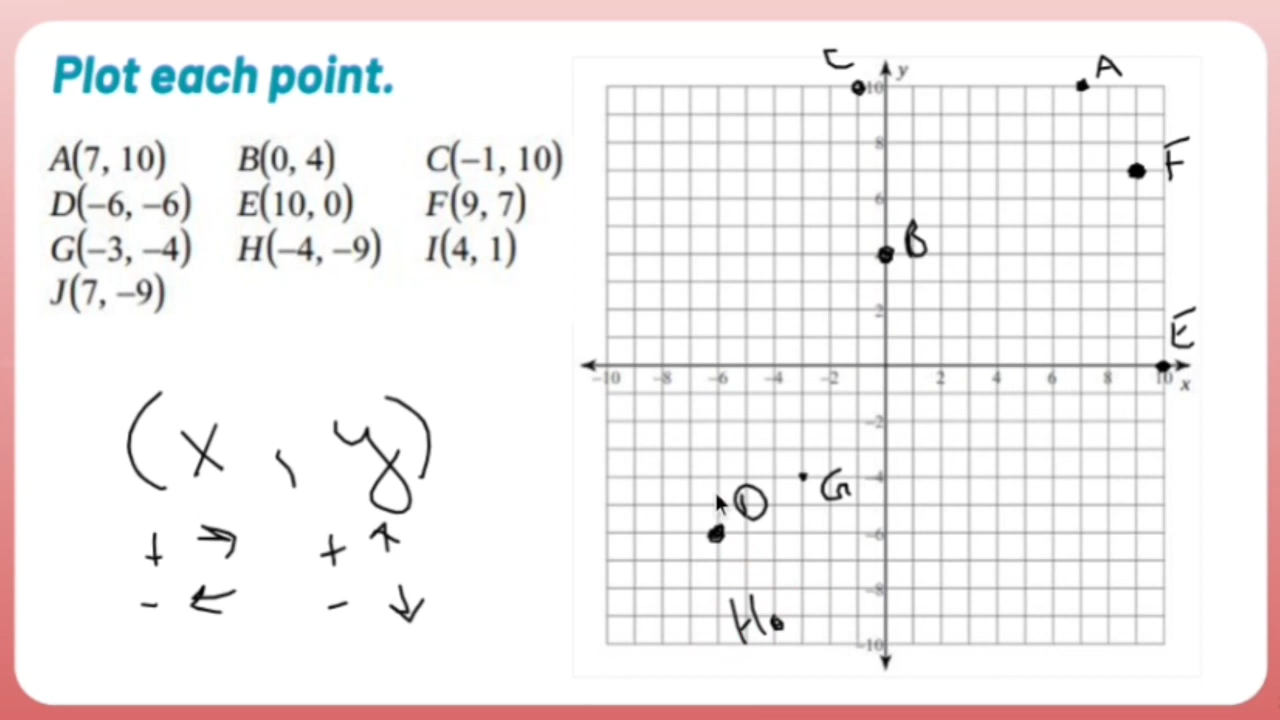 Plot each point.
A(7, 10) B(0, 4) C(–1, 10)
D(–6, –6) E(10, 0) F(9, 7)
G(–3, –4) H(–4, –9) I(4, 1)
J(7, –9)
(x, y)
+ → + ↑
- ← - ↓
C
y
A
10
8
F
6
B
2
E
–10 –8 –6 –4 –2 2 4 6 8 10 x
–2
–4
G
D
–6
–8
H
–10